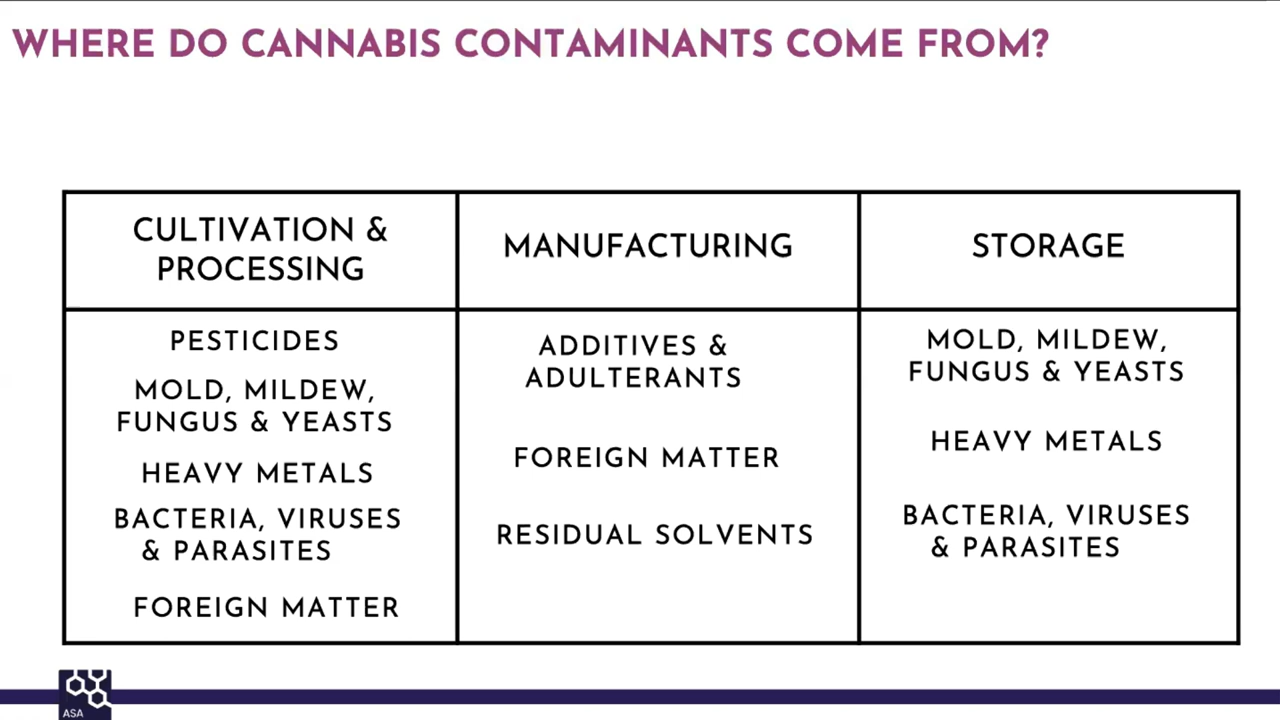 WHERE DO CANNABIS CONTAMINANTS COME FROM?
CULTIVATION &
PROCESSING
MANUFACTURING
STORAGE
PESTICIDES
MOLD, MILDEW,
FUNGUS & YEASTS
HEAVY METALS
BACTERIA, VIRUSES
& PARASITES
FOREIGN MATTER
ADDITIVES &
ADULTERANTS
FOREIGN MATTER
RESIDUAL SOLVENTS
MOLD, MILDEW,
FUNGUS & YEASTS
HEAVY METALS
BACTERIA, VIRUSES
& PARASITES
ASA